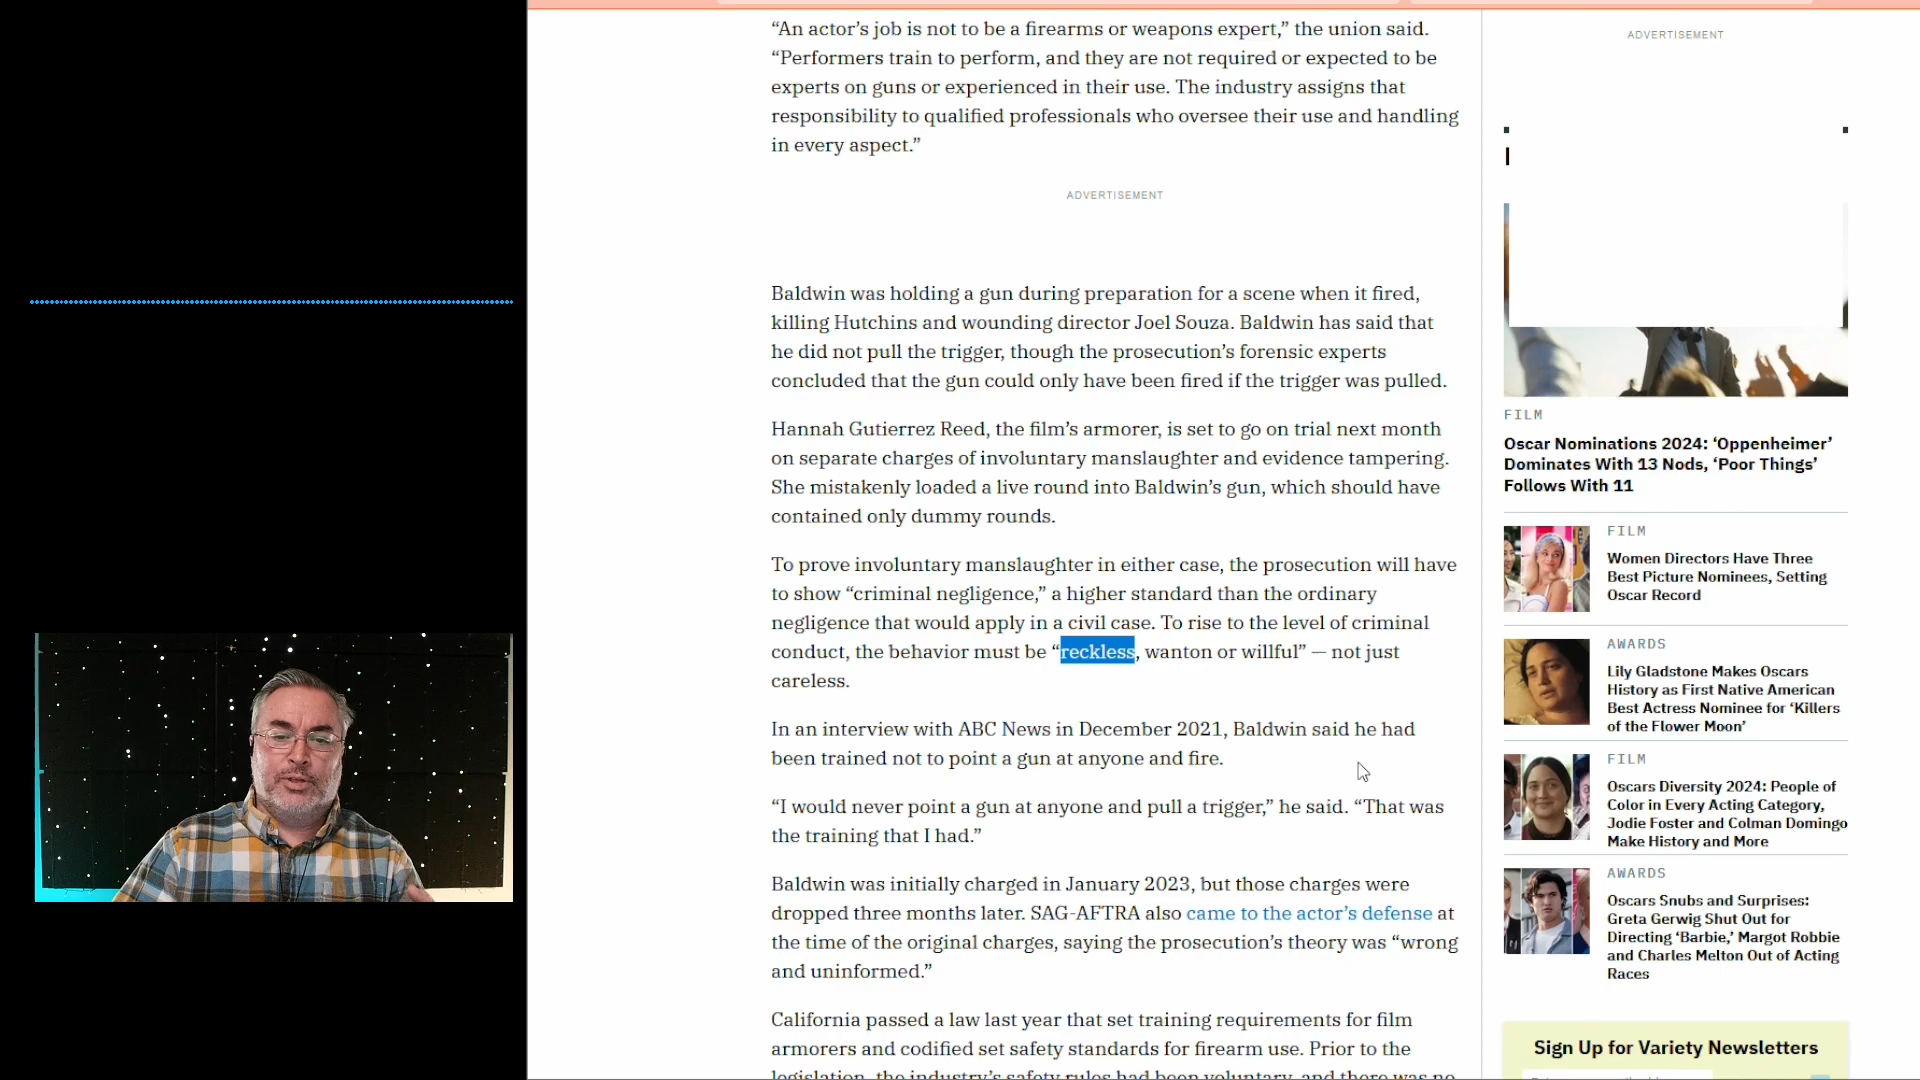 “An actor’s job is not to be a firearms or weapons expert,” the union said.
“Performers train to perform, and they are not required or expected to be
experts on guns or experienced in their use. The industry assigns that
responsibility to qualified professionals who oversee their use and handling
in every aspect.”
ADVERTISEMENT
Baldwin was holding a gun during preparation for a scene when it fired,
killing Hutchins and wounding director Joel Souza. Baldwin has said that
he did not pull the trigger, though the prosecution’s forensic experts
concluded that the gun could only have been fired if the trigger was pulled.
Hannah Gutierrez Reed, the film’s armorer, is set to go on trial next month
on separate charges of involuntary manslaughter and evidence tampering.
She mistakenly loaded a live round into Baldwin’s gun, which should have
contained only dummy rounds.
To prove involuntary manslaughter in either case, the prosecution will have
to show “criminal negligence,” a higher standard than the ordinary
negligence that would apply in a civil case. To rise to the level of criminal
conduct, the behavior must be “reckless, wanton or willful” — not just
careless.
In an interview with ABC News in December 2021, Baldwin said he had
been trained not to point a gun at anyone and fire.
“I would never point a gun at anyone and pull a trigger,” he said. “That was
the training that I had.”
Baldwin was initially charged in January 2023, but those charges were
dropped three months later. SAG-AFTRA also came to the actor’s defense at
the time of the original charges, saying the prosecution’s theory was “wrong
and uninformed.”
California passed a law last year that set training requirements for film
armorers and codified set safety standards for firearm use. Prior to the
legislation, the industry’s safety rules had been voluntary, and there was no
ADVERTISEMENT
FILM
Oscar Nominations 2024: ‘Oppenheimer’
Dominates With 13 Nods, ‘Poor Things’
Follows With 11
FILM
Women Directors Have Three
Best Picture Nominees, Setting
Oscar Record
AWARDS
Lily Gladstone Makes Oscars
History as First Native American
Best Actress Nominee for ‘Killers
of the Flower Moon’
FILM
Oscars Diversity 2024: People of
Color in Every Acting Category,
Jodie Foster and Colman Domingo
Make History and More
AWARDS
Oscars Snubs and Surprises:
Greta Gerwig Shut Out for
Directing ‘Barbie,’ Margot Robbie
and Charles Melton Out of Acting
Races
Sign Up for Variety Newsletters